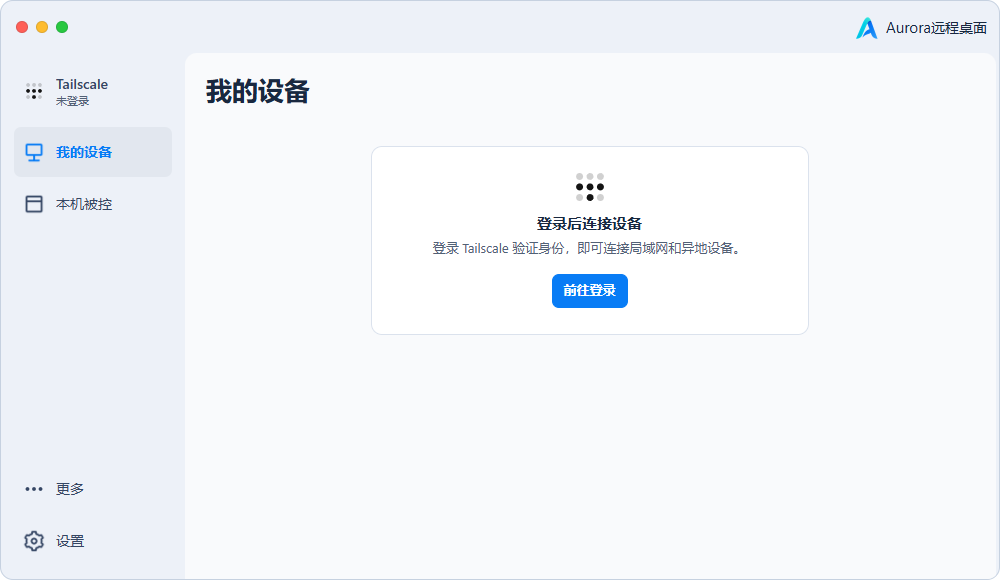 Aurora远程桌面
Tailscale
未登录
我的设备
本机被控
更多
设置
我的设备
登录后连接设备
登录 Tailscale 验证身份，即可连接局域网和异地设备。
前往登录